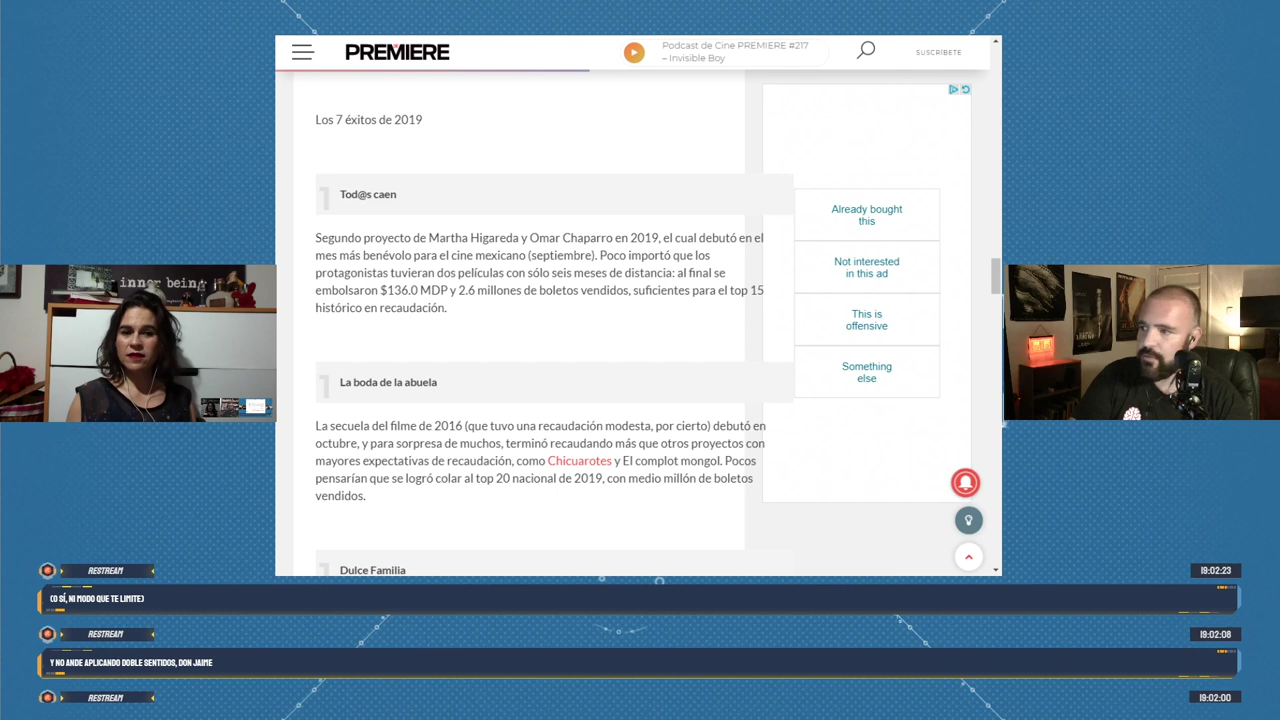 PREMIERE
Podcast de Cine PREMIERE #217
– Invisible Boy
SUSCRÍBETE
Los 7 éxitos de 2019
1
Tod@s caen
Segundo proyecto de Martha Higareda y Omar Chaparro en 2019, el cual debutó en el
mes más benévolo para el cine mexicano (septiembre). Poco importó que los
protagonistas tuvieran dos películas con sólo seis meses de distancia: al final se
embolsaron $136.0 MDP y 2.6 millones de boletos vendidos, suficientes para el top 15
histórico en recaudación.
1
La boda de la abuela
La secuela del filme de 2016 (que tuvo una recaudación modesta, por cierto) debutó en
octubre, y para sorpresa de muchos, terminó recaudando más que otros proyectos con
mayores expectativas de recaudación, como Chicuarotes y El complot mongol. Pocos
pensarían que se logró colar al top 20 nacional de 2019, con medio millón de boletos
vendidos.
Dulce Familia
Already bought
this
Not interested
in this ad
This is
offensive
Something
else
inner being
RESTREAM
19:02:23
(O SÍ, NI MODO QUE TE LIMITE)
RESTREAM
19:02:08
Y NO ANDE APLICANDO DOBLE SENTIDOS, DON JAIME
RESTREAM
19:02:00